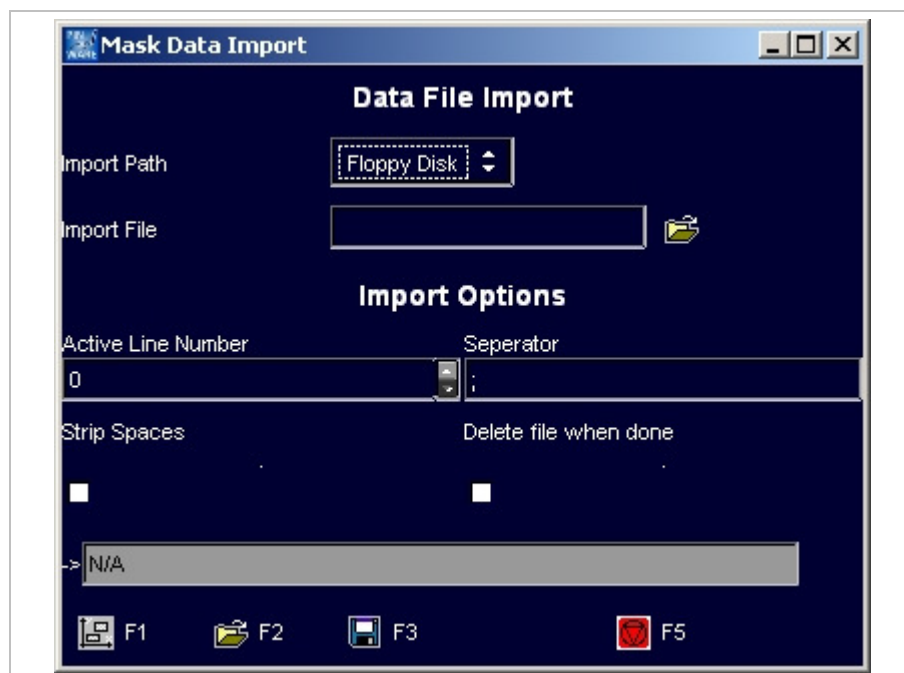 Mask Data Import
Data File Import
Import Path Floppy Disk
Import File
Import Options
Active Line Number Seperator
0 ;
Strip Spaces Delete file when done
-> N/A
F1 F2 F3 F5